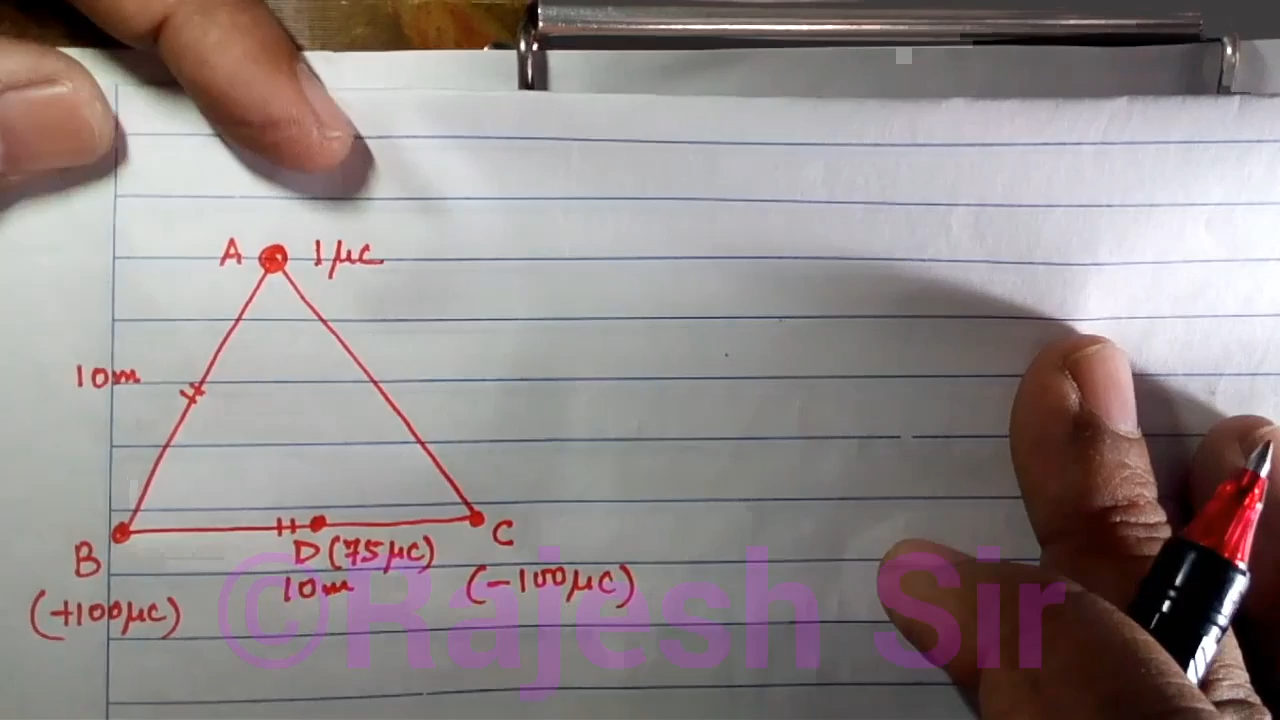 A 1μc
10m
B
D (75μc)
C
10m
(-100μc)
(+100μc)
©Rajesh Sir